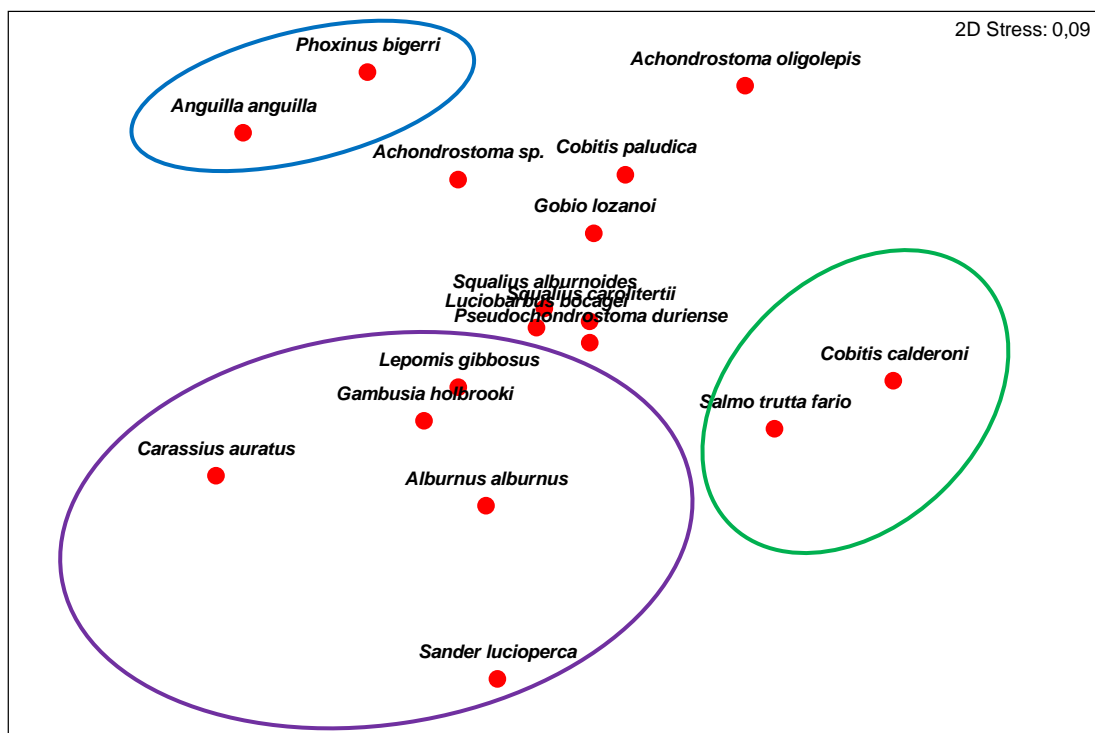 2D Stress: 0,09
Phoxinus bigerri
Achondrostoma oligolepis
Anguilla anguilla
Achondrostoma sp.
Cobitis paludica
Gobio lozanoi
Squalius alburnoides
Squalius carolitertii
Luciobarbus bocagei
Pseudochondrostoma duriense
Lepomis gibbosus
Cobitis calderoni
Gambusia holbrooki
Salmo trutta fario
Carassius auratus
Alburnus alburnus
Sander lucioperca